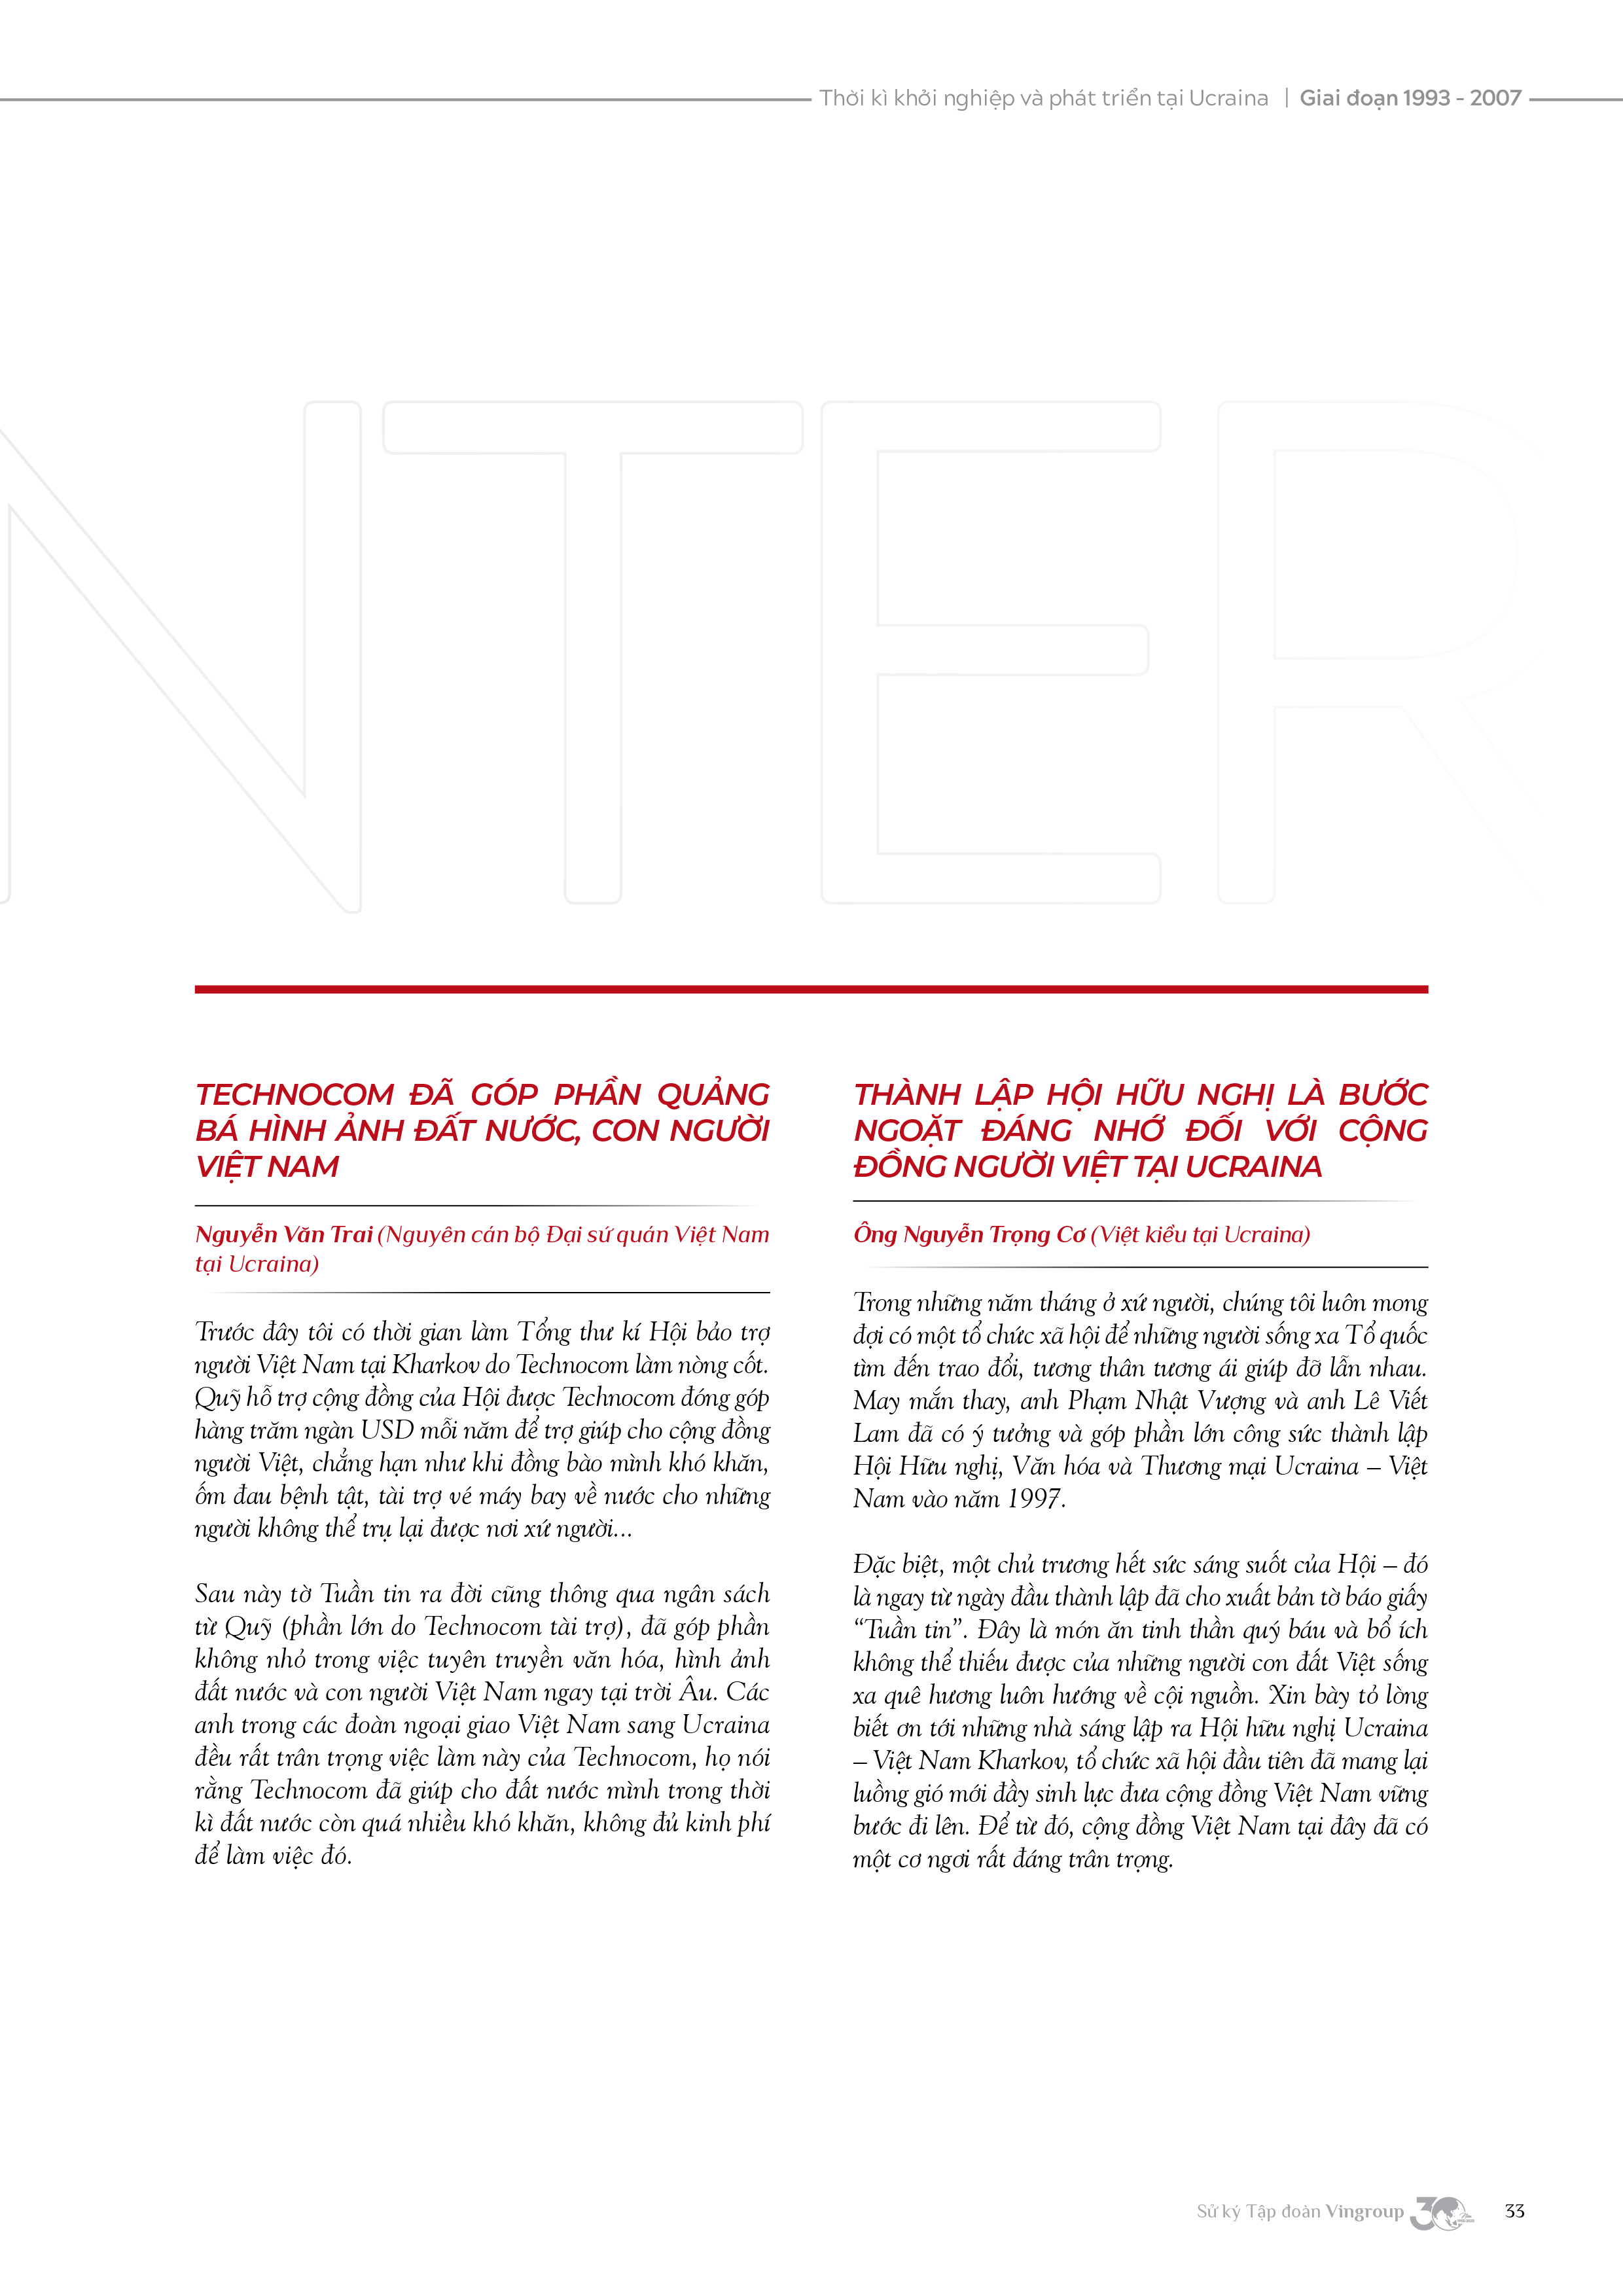 Thời kì khởi nghiệp và phát triển tại Ucraina | Giai đoạn 1993 - 2007
NTER
TECHNOCOM ĐÃ GÓP PHẦN QUẢNG
BÁ HÌNH ẢNH ĐẤT NƯỚC, CON NGƯỜI
VIỆT NAM
Nguyễn Văn Trai (Nguyên cán bộ Đại sứ quán Việt Nam
tại Ucraina)
Trước đây tôi có thời gian làm Tổng thư kí Hội bảo trợ
người Việt Nam tại Kharkov do Technocom làm nòng cốt.
Quỹ hỗ trợ cộng đồng của Hội được Technocom đóng góp
hàng trăm ngàn USD mỗi năm để trợ giúp cho cộng đồng
người Việt, chẳng hạn như khi đồng bào mình khó khăn,
ốm đau bệnh tật, tài trợ vé máy bay về nước cho những
người không thể trụ lại được nơi xứ người...
Sau này tờ Tuần tin ra đời cũng thông qua ngân sách
từ Quỹ (phần lớn do Technocom tài trợ), đã góp phần
không nhỏ trong việc tuyên truyền văn hóa, hình ảnh
đất nước và con người Việt Nam ngay tại trời Âu. Các
anh trong các đoàn ngoại giao Việt Nam sang Ucraina
đều rất trân trọng việc làm này của Technocom, họ nói
rằng Technocom đã giúp cho đất nước mình trong thời
kì đất nước còn quá nhiều khó khăn, không đủ kinh phí
để làm việc đó.
THÀNH LẬP HỘI HỮU NGHỊ LÀ BƯỚC
NGOẶT ĐÁNG NHỚ ĐỐI VỚI CỘNG
ĐỒNG NGƯỜI VIỆT TẠI UCRAINA
Ông Nguyễn Trọng Cơ (Việt kiều tại Ucraina)
Trong những năm tháng ở xứ người, chúng tôi luôn mong
đợi có một tổ chức xã hội để những người sống xa Tổ quốc
tìm đến trao đổi, tương thân tương ái giúp đỡ lẫn nhau.
May mắn thay, anh Phạm Nhật Vượng và anh Lê Viết
Lam đã có ý tưởng và góp phần lớn công sức thành lập
Hội Hữu nghị, Văn hóa và Thương mại Ucraina – Việt
Nam vào năm 1997.
Đặc biệt, một chủ trương hết sức sáng suốt của Hội – đó
là ngay từ ngày đầu thành lập đã cho xuất bản tờ báo giấy
“Tuần tin”. Đây là món ăn tinh thần quý báu và bổ ích
không thể thiếu được của những người con đất Việt sống
xa quê hương luôn hướng về cội nguồn. Xin bày tỏ lòng
biết ơn tới những nhà sáng lập ra Hội hữu nghị Ucraina
– Việt Nam Kharkov, tổ chức xã hội đầu tiên đã mang lại
luồng gió mới đầy sinh lực đưa cộng đồng Việt Nam vững
bước đi lên. Để từ đó, cộng đồng Việt Nam tại đây đã có
một cơ ngơi rất đáng trân trọng.
Sử ký Tập đoàn Vingroup 30 33